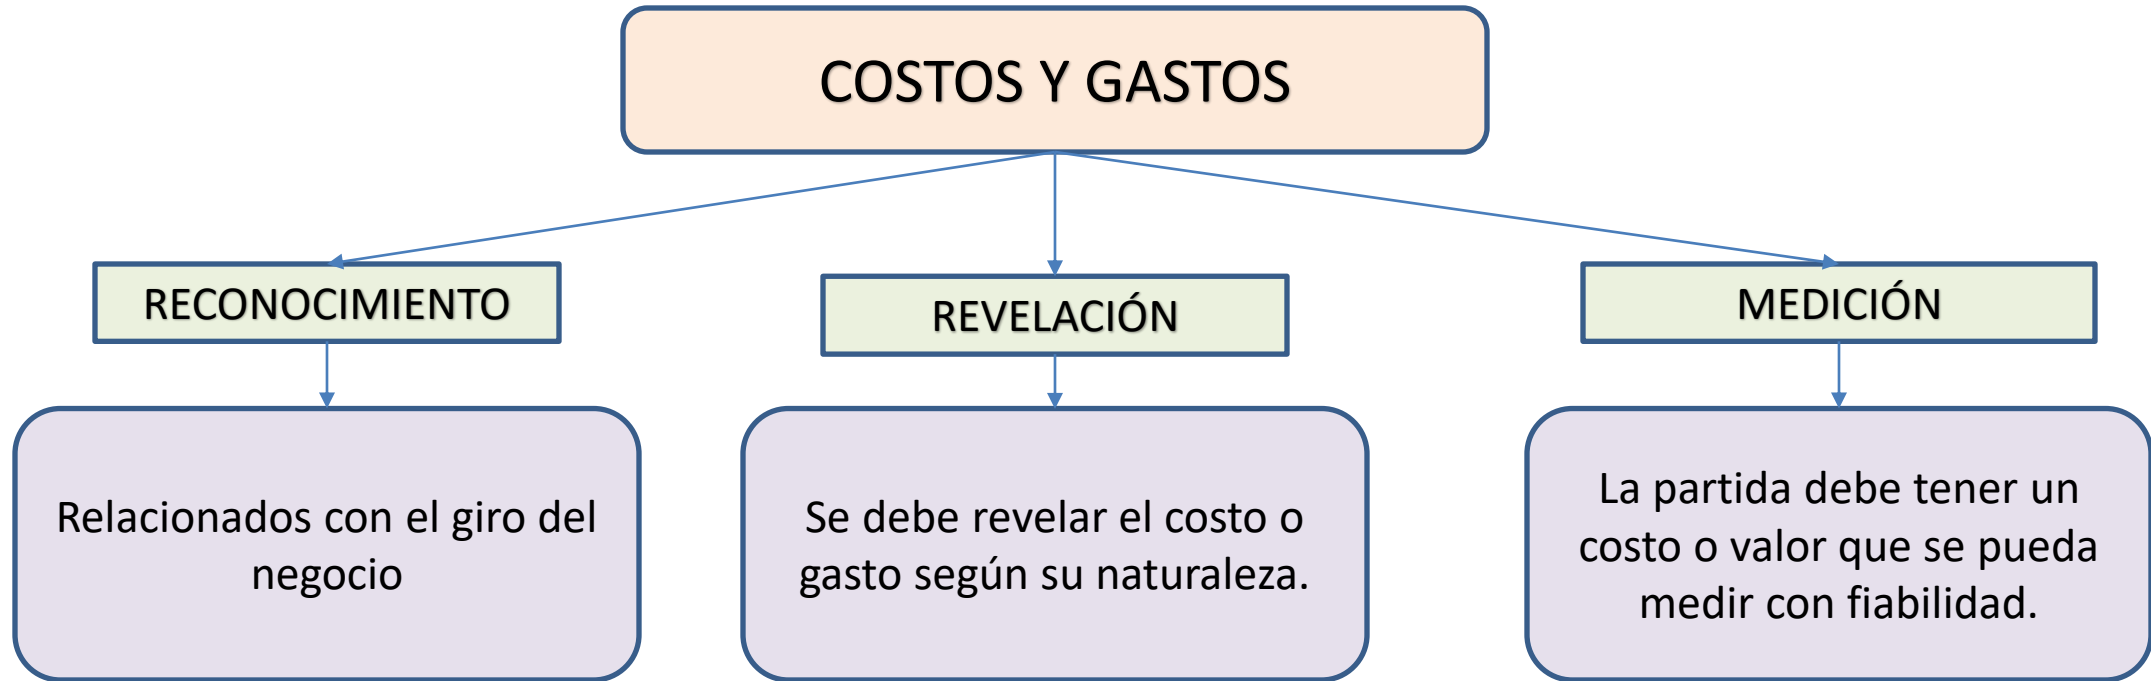 COSTOS Y GASTOS
RECONOCIMIENTO
REVELACIÓN
MEDICIÓN
Relacionados con el giro del
negocio
Se debe revelar el costo o
gasto según su naturaleza.
La partida debe tener un
costo o valor que se pueda
medir con fiabilidad.